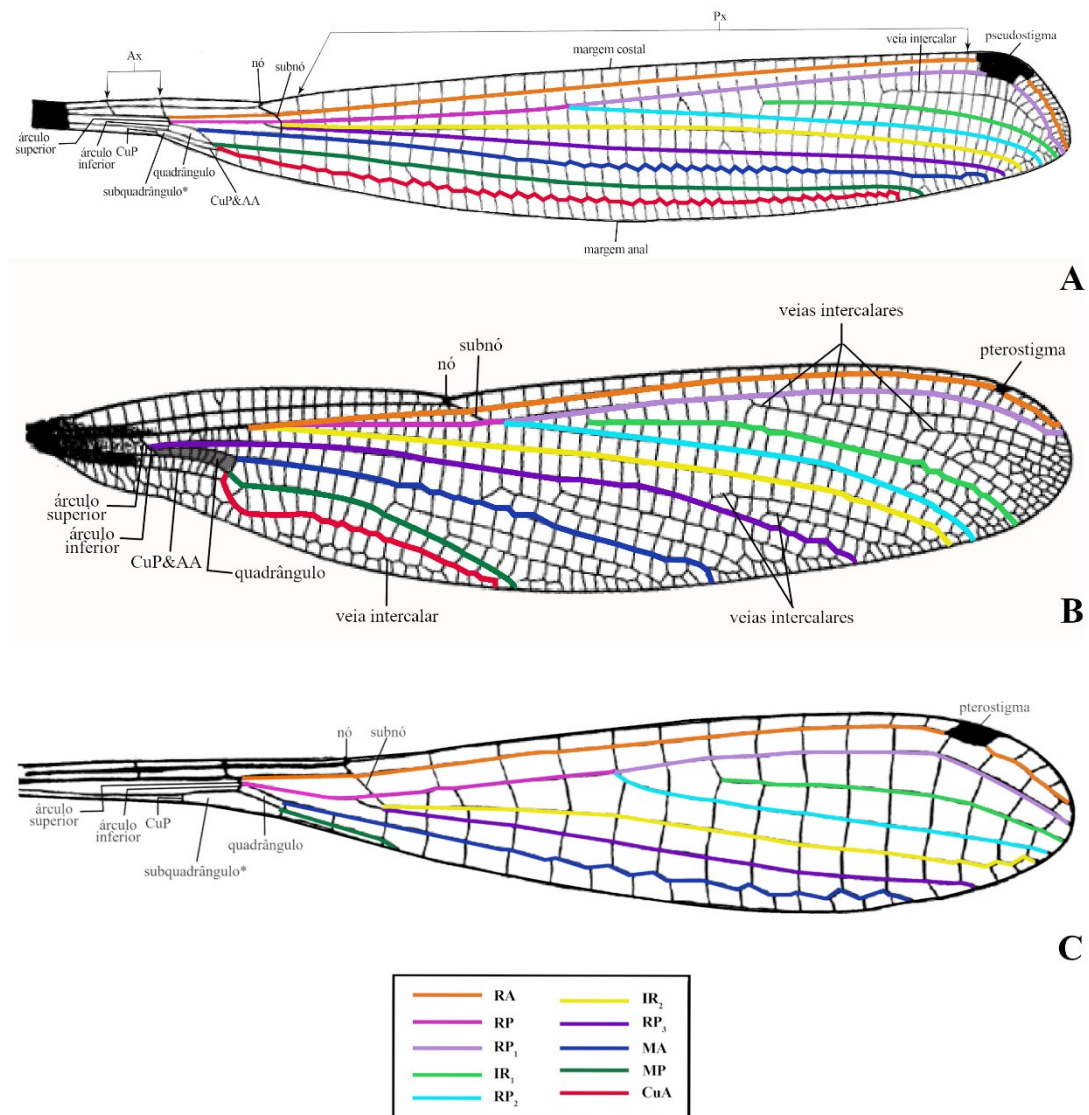 Px
Ax
nó
subnó
margem costal
veia intercalar
pseudostigma
árculo
superior
árculo
inferior
CuP
quadrângulo
subquadrângulo*
CuP&AA
margem anal
A
veias intercalares
subnó
nó
pterostigma
árculo
superior
árculo
inferior
CuP&AA
quadrângulo
veia intercalar
veias intercalares
B
pterostigma
nó
subnó
árculo
superior
árculo
inferior
CuP
quadrângulo
subquadrângulo*
C
RA
RP
RP1
IR1
RP2
IR2
RP3
MA
MP
CuA